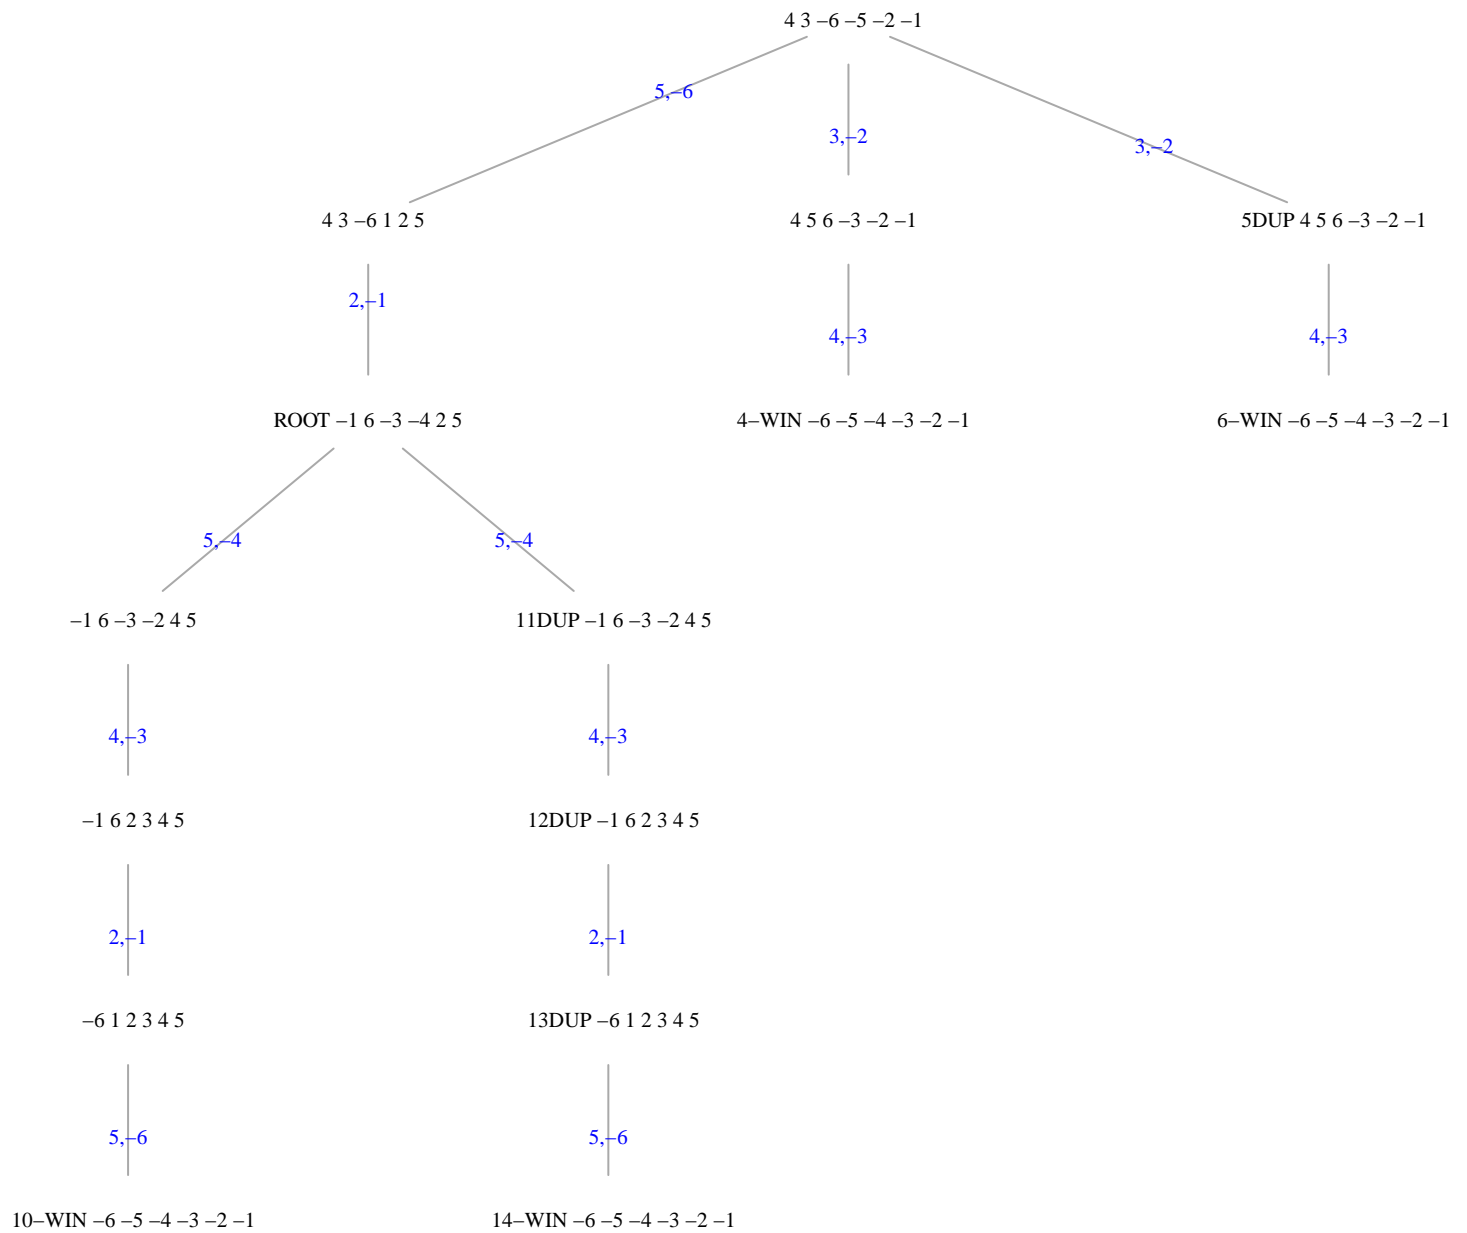 4 3 –6 –5 –2 –1
5,–6
3,–2
3,–2
4 3 –6 1 2 5
4 5 6 –3 –2 –1
5DUP 4 5 6 –3 –2 –1
2,–1
4,–3
4,–3
ROOT –1 6 –3 –4 2 5
4–WIN –6 –5 –4 –3 –2 –1
6–WIN –6 –5 –4 –3 –2 –1
5,–4
5,–4
–1 6 –3 –2 4 5
11DUP –1 6 –3 –2 4 5
4,–3
4,–3
–1 6 2 3 4 5
12DUP –1 6 2 3 4 5
2,–1
2,–1
–6 1 2 3 4 5
13DUP –6 1 2 3 4 5
5,–6
5,–6
10–WIN –6 –5 –4 –3 –2 –1
14–WIN –6 –5 –4 –3 –2 –1